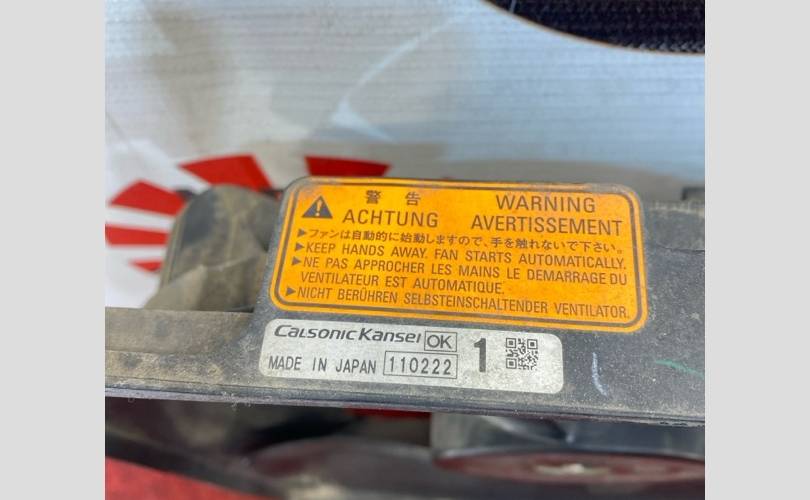 警告 WARNING
ACHTUNG AVERTISSEMENT
▶ファンは自動的に始動しますので、手を触れないで下さい。
▶KEEP HANDS AWAY. FAN STARTS AUTOMATICALLY.
▶NE PAS APPROCHER LES MAINS LE DEMARRAGE DU
VENTILATEUR EST AUTOMATIQUE.
▶NICHT BERÜHREN SELBSTEINSCHALTENDER VENTILATOR.
CALSONIC KANSEI OK 1
MADE IN JAPAN 110222